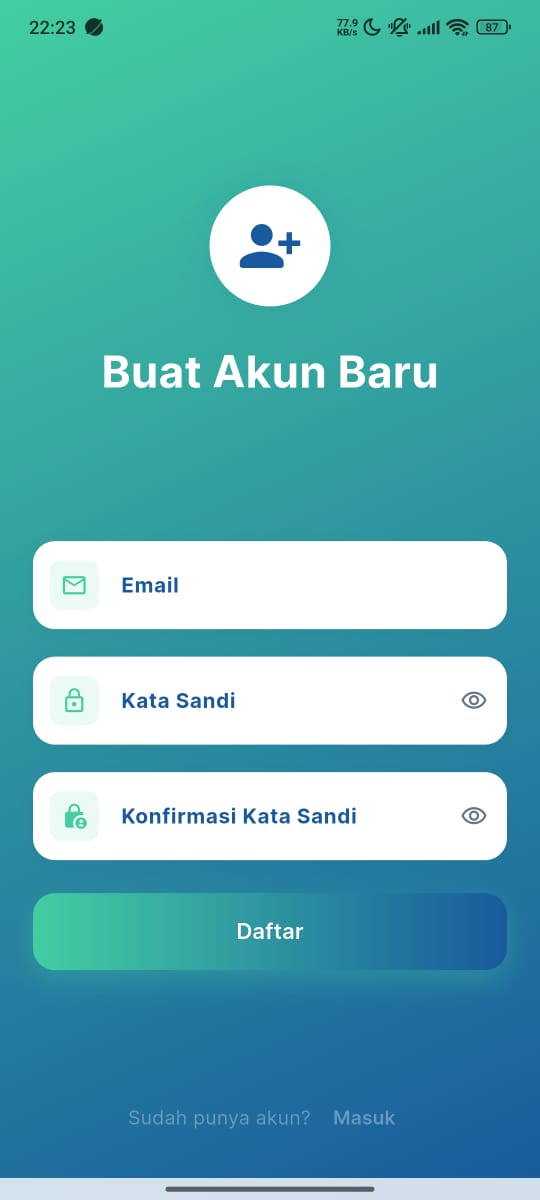 22:23
77.9
KB/s
87
Buat Akun Baru
Email
Kata Sandi
Konfirmasi Kata Sandi
Daftar
Sudah punya akun? Masuk